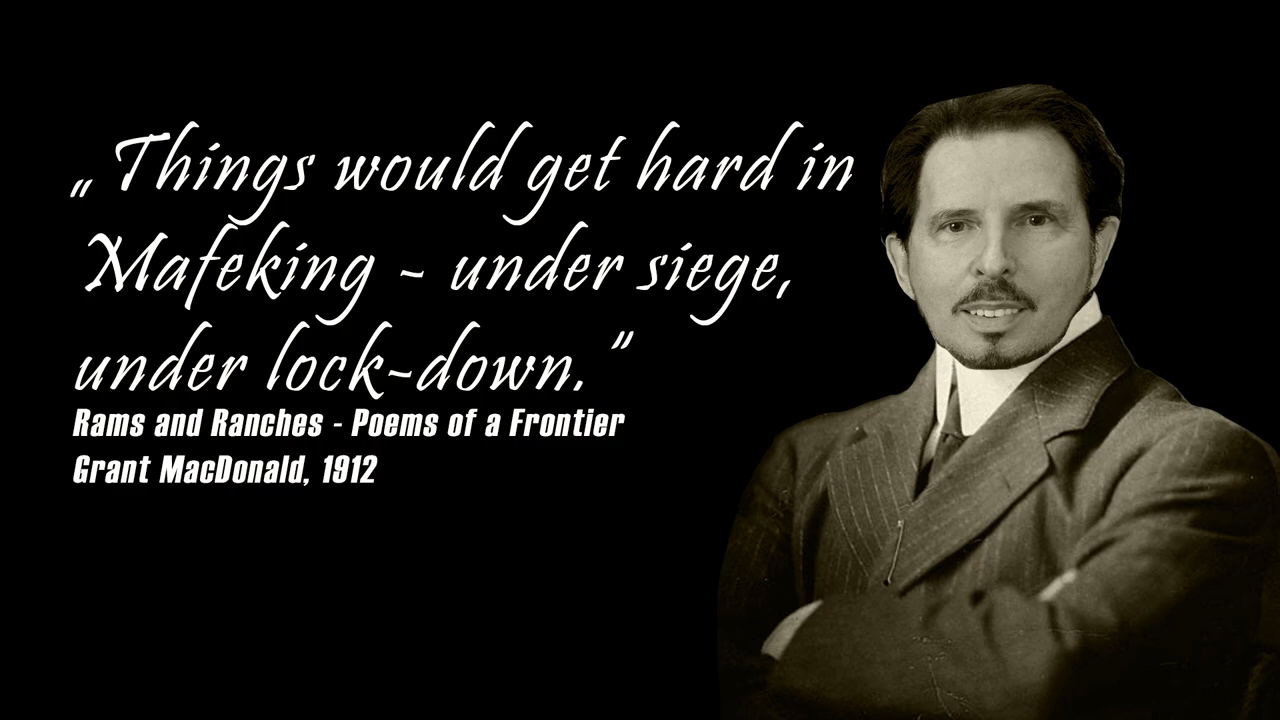 „Things would get hard in
Mafeking - under siege,
under lock-down.”
Rams and Ranches - Poems of a Frontier
Grant MacDonald, 1912